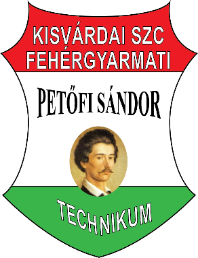 KISVÁRDAI SZC
FEHÉRGYARMATI
PETŐFI SÁNDOR
TECHNIKUM